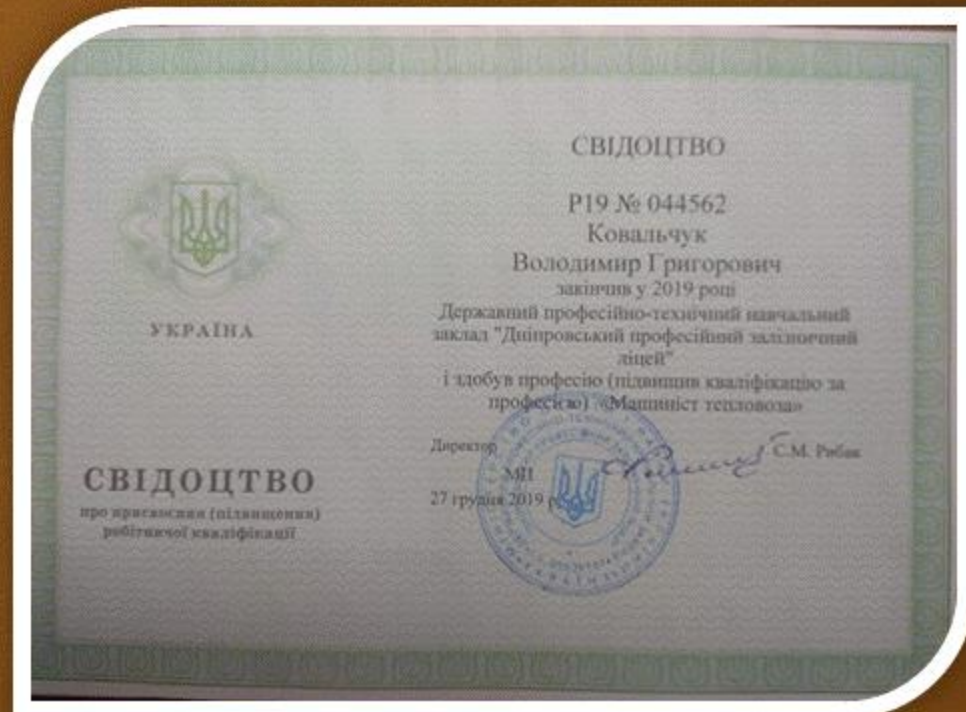 УКРАЇНА
СВІДОЦТВО
про присвоєння (підвищення)
робітничої кваліфікації
СВІДОЦТВО
Р19 № 044562
Ковальчук
Володимир Григорович
закінчив у 2019 році
Державний професійно-технічний навчальний
заклад "Дніпровський професійний залізничний
ліцей"
і здобув професію (підвищив кваліфікацію за
професією) «Машиніст тепловоза»
Директор
С.М. Рибак
МП
27 грудня 2019 р